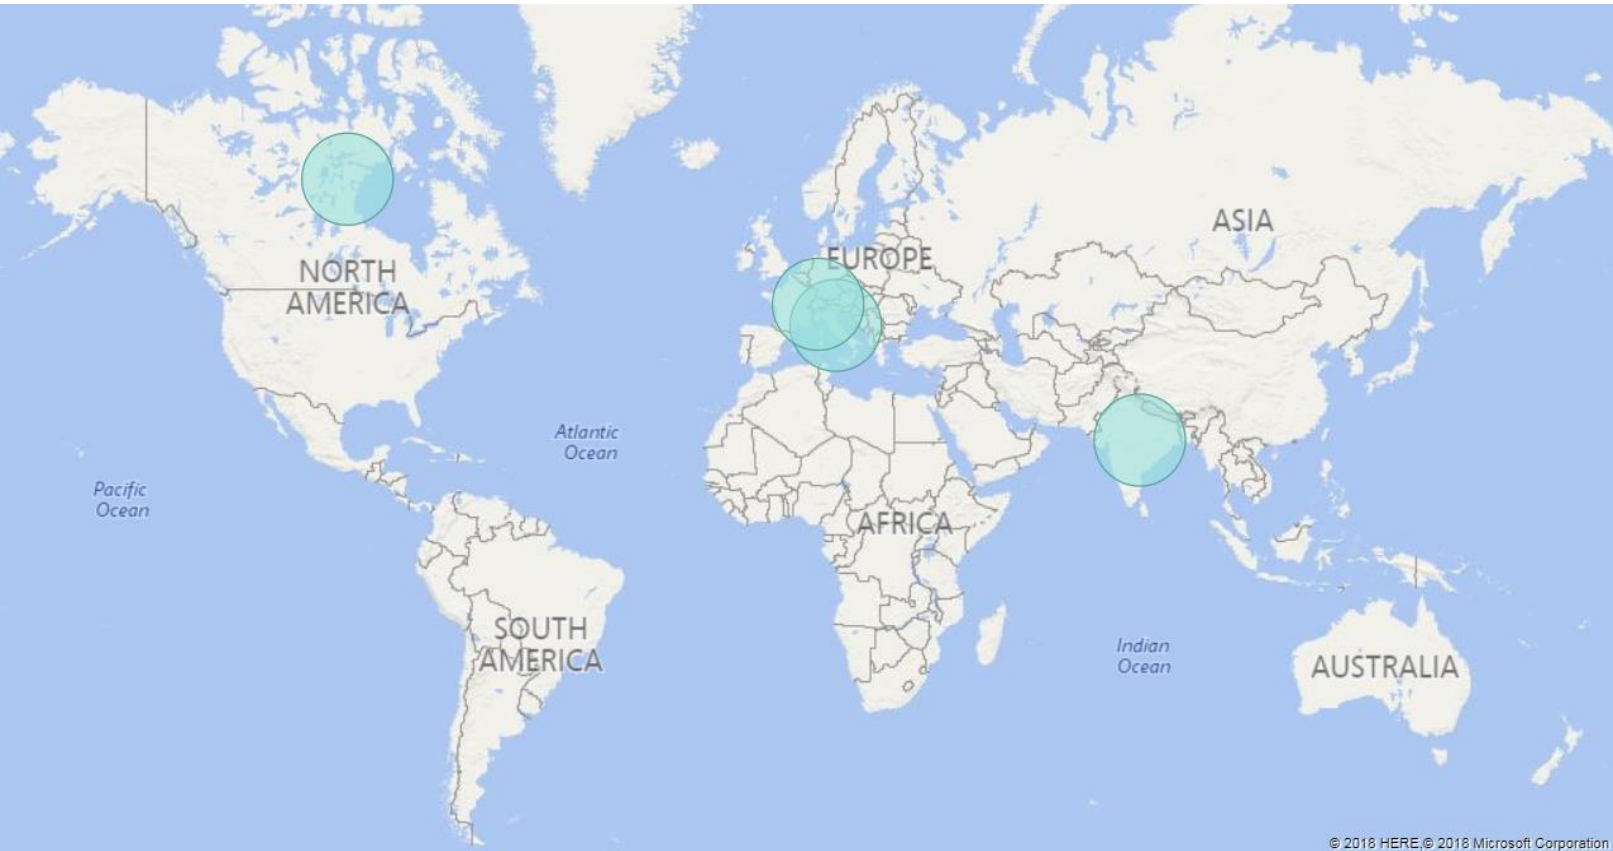 ASIA
EUROPE
NORTH
AMERICA
Atlantic
Ocean
Pacific
Ocean
AFRICA
SOUTH
AMERICA
Indian
Ocean
AUSTRALIA
© 2018 HERE,© 2018 Microsoft Corporation